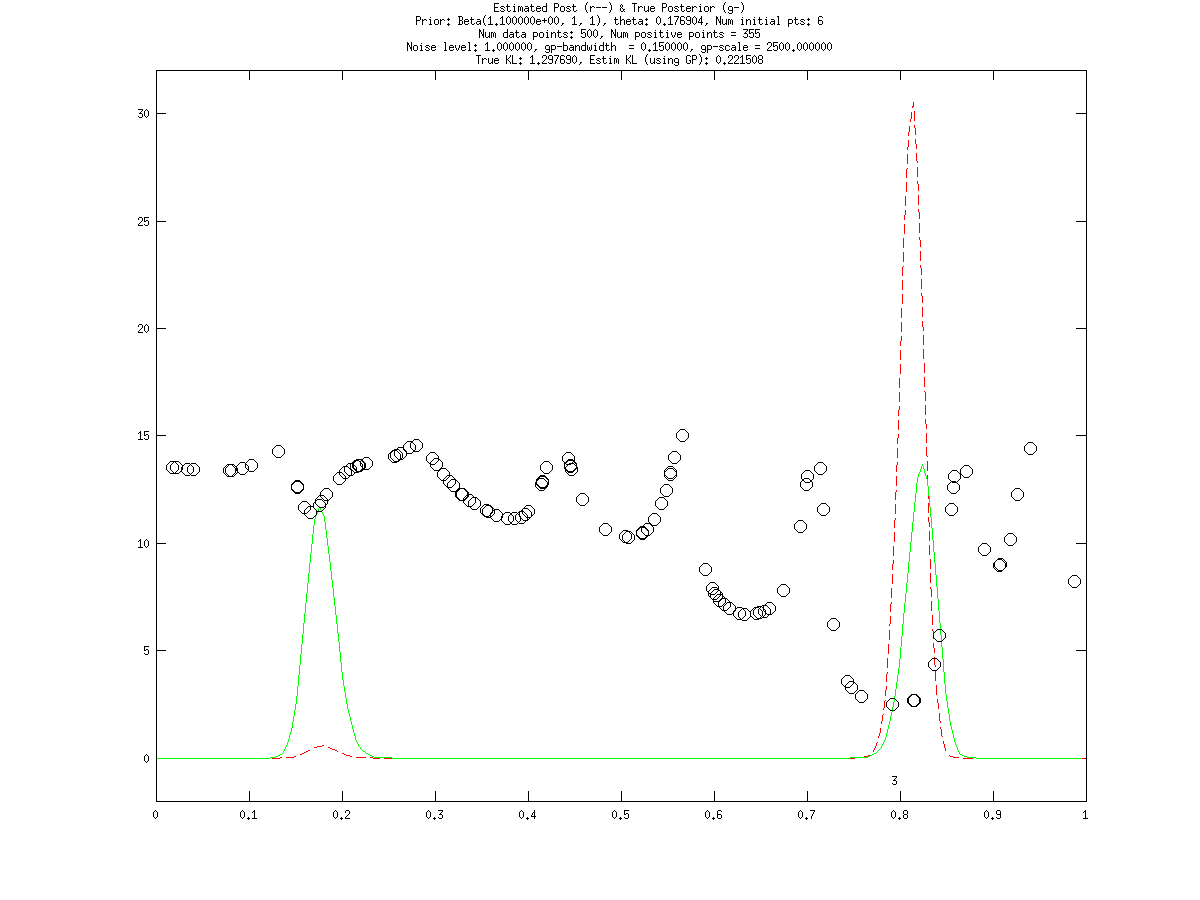 Estimated Post (r--) & True Posterior (g-)
Prior: Beta(1.100000e+00, 1, 1), theta: 0.176904, Num initial pts: 6
Num data points: 500, Num positive points = 355
Noise level: 1.000000, gp-bandwidth  = 0.150000, gp-scale = 2500.000000
True KL: 1.297690, Estim KL (using GP): 0.221508
30
25
20
15
10
5
0
3
0 0.1 0.2 0.3 0.4 0.5 0.6 0.7 0.8 0.9 1